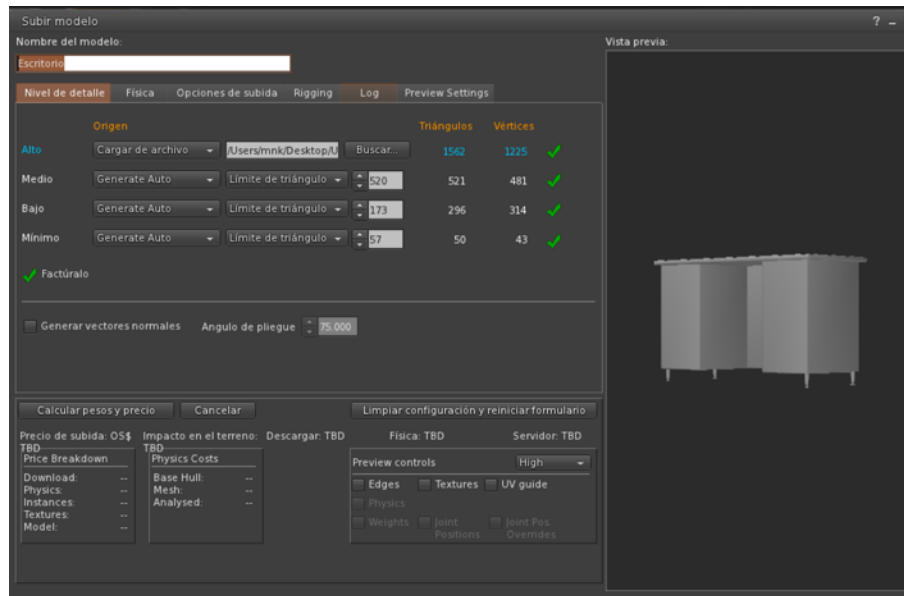 Subir modelo ? –
Nombre del modelo: Vista previa:
Escritorio
Nivel de detalle Física Opciones de subida Rigging Log Preview Settings
Origen Triángulos Vértices
Alto Cargar de archivo /Users/mnk/Desktop/U Buscar... 1562 1225
Medio Generate Auto Límite de triángulo 520 521 481
Bajo Generate Auto Límite de triángulo 173 296 314
Mínimo Generate Auto Límite de triángulo 57 50 43
Factúralo
Generar vectores normales Angulo de pliegue 75.000
Calcular pesos y precio Cancelar Limpiar configuración y reiniciar formulario
Precio de subida: OS$ TBD Impacto en el terreno: TBD Descargar: TBD Física: TBD Servidor: TBD
Price Breakdown Physics Costs Preview controls High
Download: -- Base Hull: -- Edges Textures UV guide
Physics: -- Mesh: -- Physics
Instances: -- Analysed: -- Weights Joint Positions Joint Pos Overrides
Textures: --
Model: --